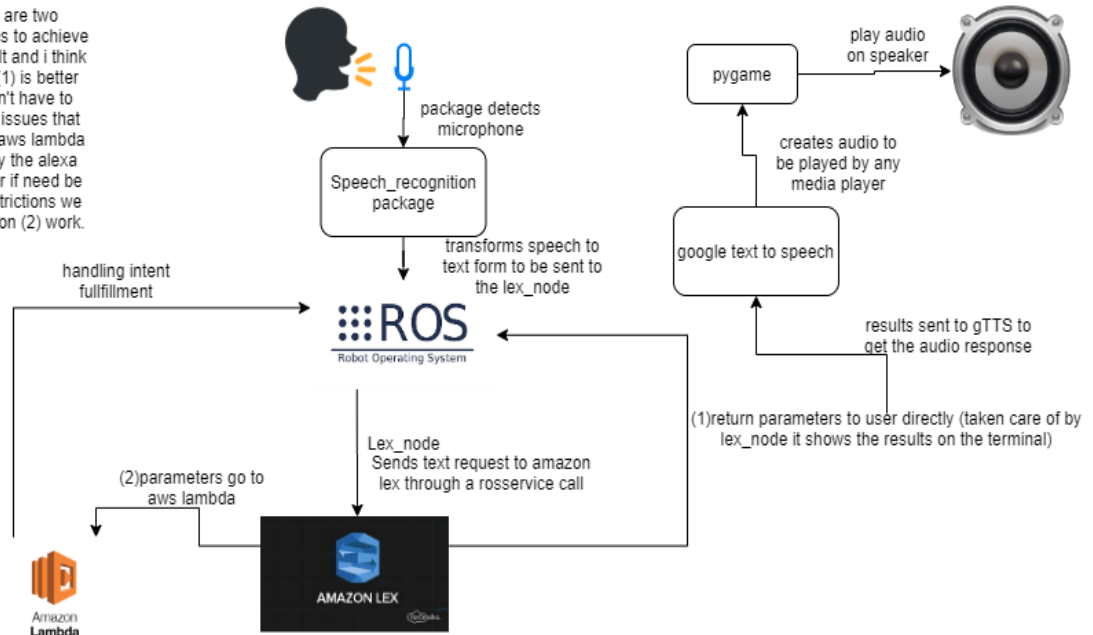 are two
s to achieve
lt and i think
(1) is better
n't have to
issues that
aws lambda
y the alexa
r if need be
trictions we
on (2) work.
package detects
microphone
Speech_recognition
package
transforms speech to
text form to be sent to
the lex_node
handling intent
fullfillment
ROS
Robot Operating System
Lex_node
Sends text request to amazon
lex through a rosservice call
(2)parameters go to
aws lambda
Amazon
Lambda
AMAZON LEX
play audio
on speaker
pygame
creates audio to
be played by any
media player
google text to speech
results sent to gTTS to
get the audio response
(1)return parameters to user directly (taken care of by
lex_node it shows the results on the terminal)